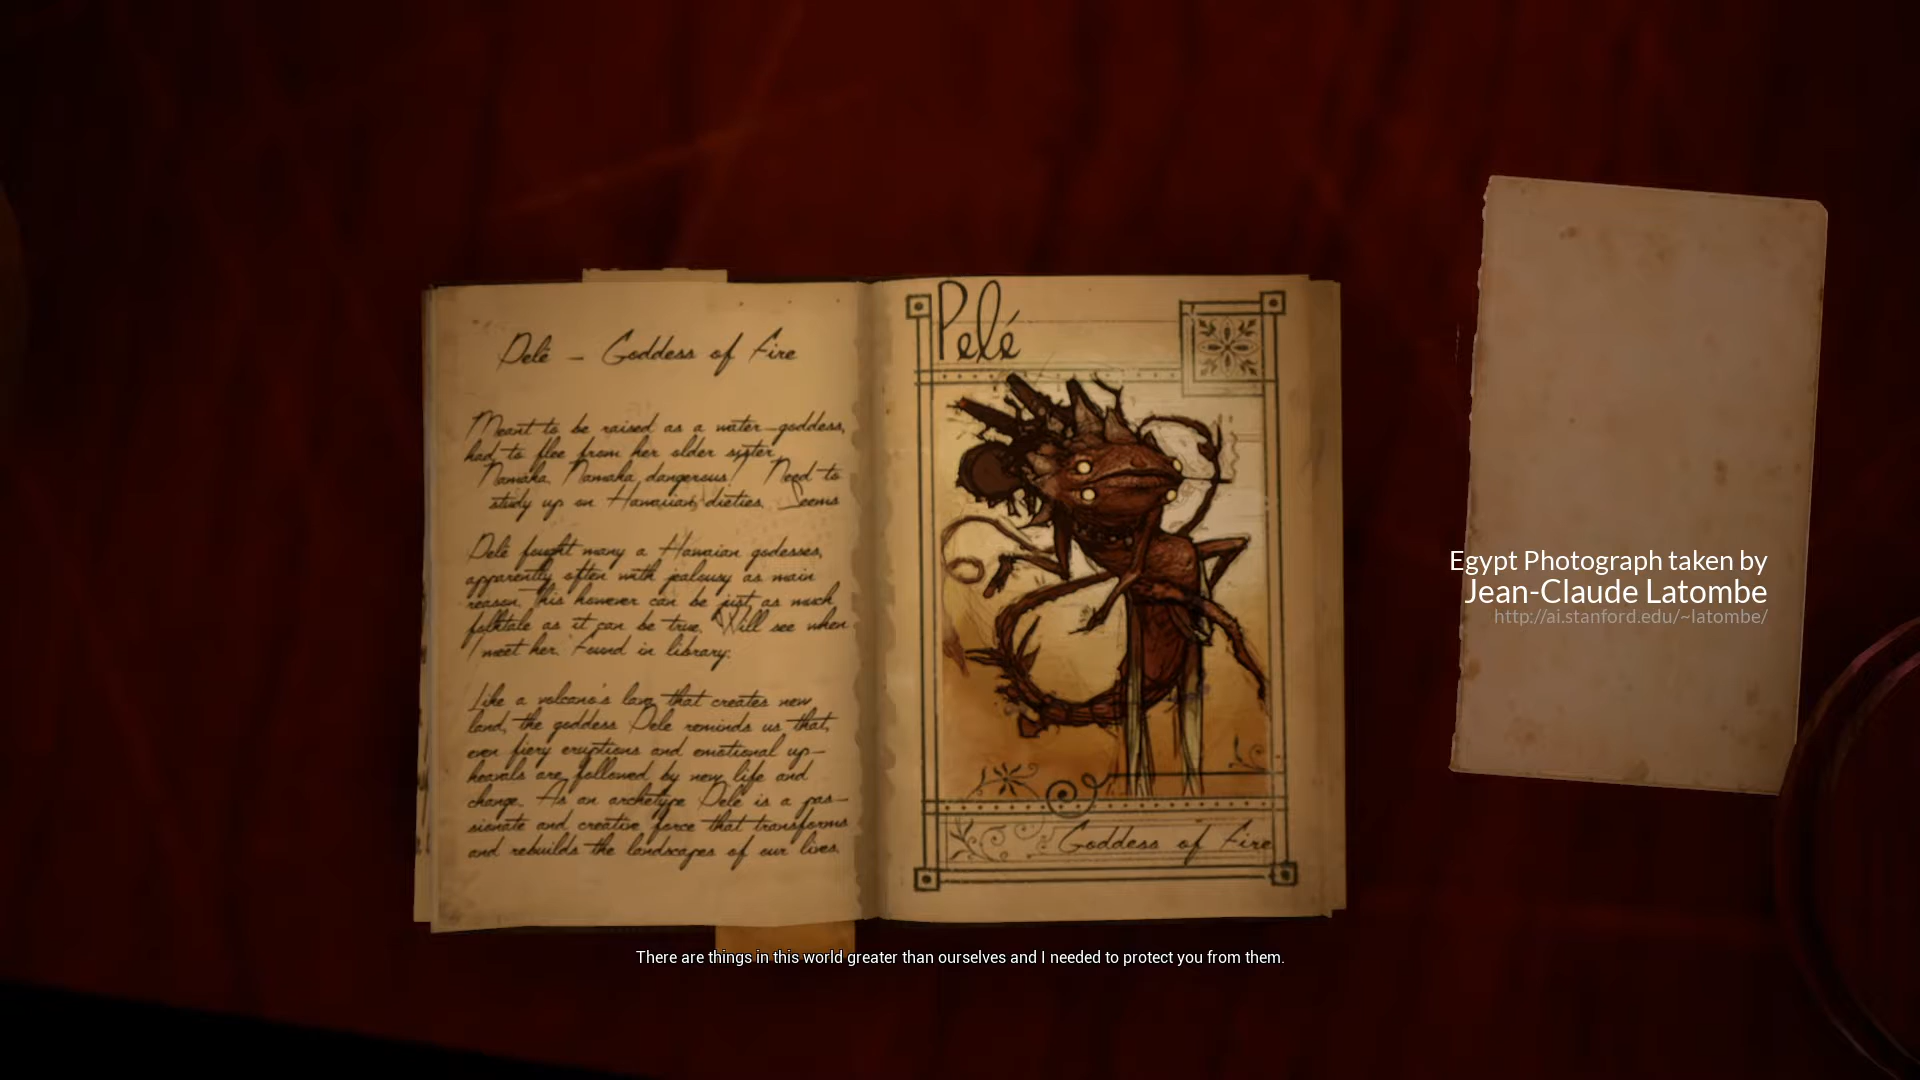 Pelé – Goddess of Fire
Meant to be raised as a water-goddess,
had to flee from her older sister
Namaka. Namaka dangerous! Need to
study up on Hawaiian dieties. Seems
Pelé fought many a Hawaian godesses,
apparently often with jealousy as main
reason. This however can be just as much
folktale as it can be true. Will see when
I meet her. Found in library.
Like a volcano's lava that creates new
land, the goddess Pele reminds us that,
even fiery eruptions and emotional up-
heavals are followed by new life and
change. As an archetype Pele is a pas-
sionate and creative force that transforms
and rebuilds the landscapes of our lives.
Pelé
Goddess of Fire
Egypt Photograph taken by
Jean-Claude Latombe
http://ai.stanford.edu/~latombe/
There are things in this world greater than ourselves and I needed to protect you from them.